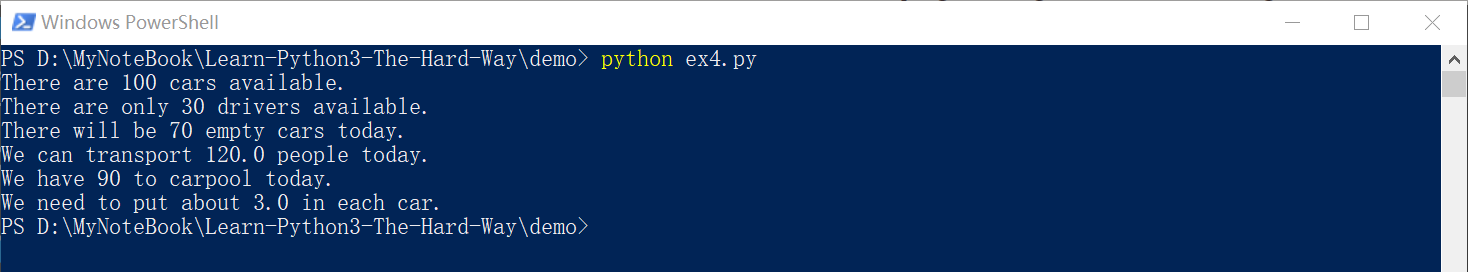 Windows PowerShell
PS D:\MyNoteBook\Learn-Python3-The-Hard-Way\demo> python ex4.py
There are 100 cars available.
There are only 30 drivers available.
There will be 70 empty cars today.
We can transport 120.0 people today.
We have 90 to carpool today.
We need to put about 3.0 in each car.
PS D:\MyNoteBook\Learn-Python3-The-Hard-Way\demo>